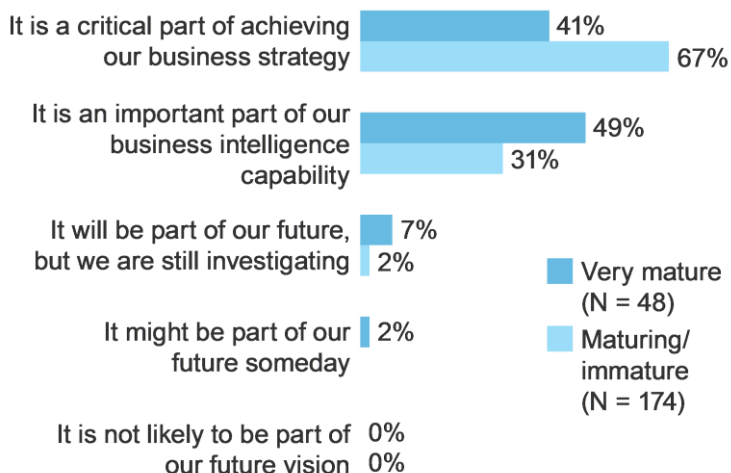 It is a critical part of achieving
our business strategy
41%
67%
It is an important part of our
business intelligence
capability
49%
31%
It will be part of our future,
but we are still investigating
7%
2%
It might be part of our
future someday
2%
It is not likely to be part of
our future vision
0%
0%
Very mature
(N = 48)
Maturing/
immature
(N = 174)